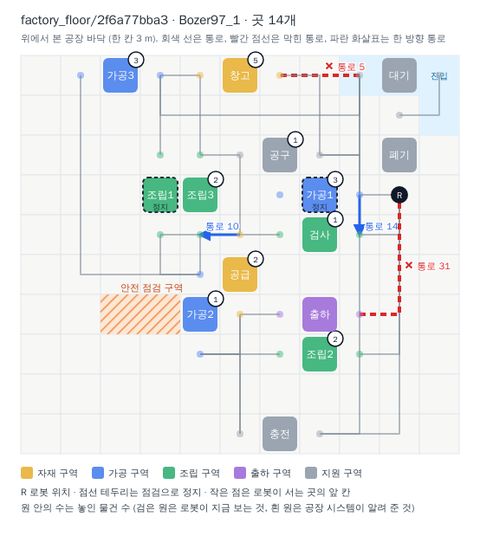 factory_floor/2f6a77bba3 · Bozer97_1 · 곳 14개
위에서 본 공장 바닥 (한 칸 3 m). 회색 선은 통로, 빨간 점선은 막힌 통로, 파란 화살표는 한 방향 통로
3
가공3
5
창고
× 통로 5
대기
진입
1
공구
폐기
조립1
정지
2
조립3
3
가공1
정지
R
1
검사
통로 10
통로 14
2
공급
× 통로 31
안전 점검 구역
1
가공2
출하
2
조립2
충전
자재 구역 가공 구역 조립 구역 출하 구역 지원 구역
R 로봇 위치 · 점선 테두리는 점검으로 정지 · 작은 점은 로봇이 서는 곳의 앞 칸
원 안의 수는 놓인 물건 수 (검은 원은 로봇이 지금 보는 것, 흰 원은 공장 시스템이 알려 준 것)